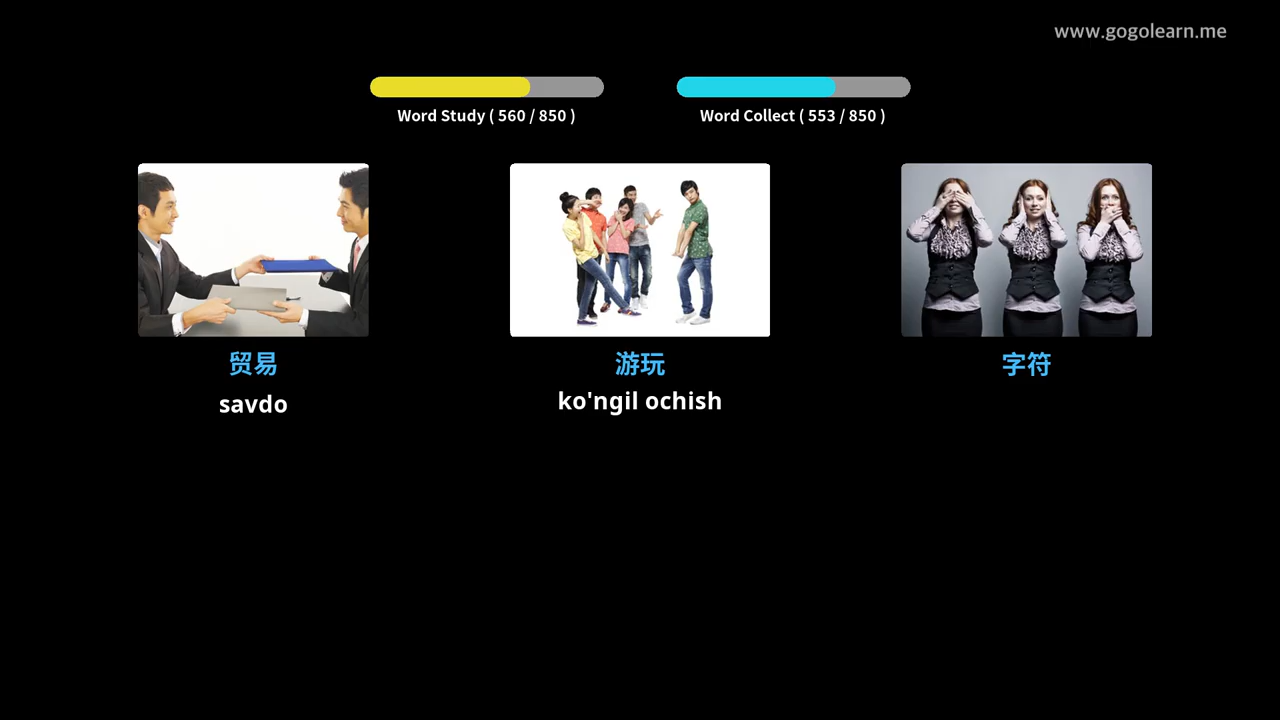 www.gogolearn.me
Word Study ( 560 / 850 )
Word Collect ( 553 / 850 )
贸易
游玩
字符
savdo
ko'ngil ochish